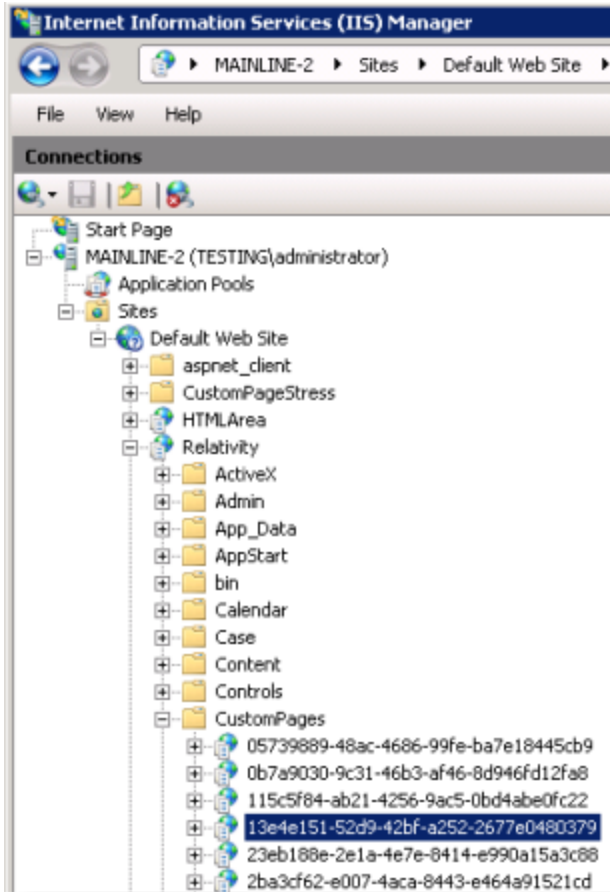 Internet Information Services (IIS) Manager
MAINLINE-2 Sites Default Web Site
File View Help
Connections
Start Page
MAINLINE-2 (TESTING\administrator)
Application Pools
Sites
Default Web Site
aspnet_client
CustomPageStress
HTMLArea
Relativity
ActiveX
Admin
App_Data
AppStart
bin
Calendar
Case
Content
Controls
CustomPages
05739889-48ac-4686-99fe-ba7e18445cb9
0b7a9030-9c31-46b3-af46-8d946fd12fa8
115c5f84-ab21-4256-9ac5-0bd4abe0fc22
13e4e151-52d9-42bf-a252-2677e0480379
23eb188e-2e1a-4e7e-8414-e990a15a3c88
2ba3cf62-e007-4aca-8443-e464a91521cd